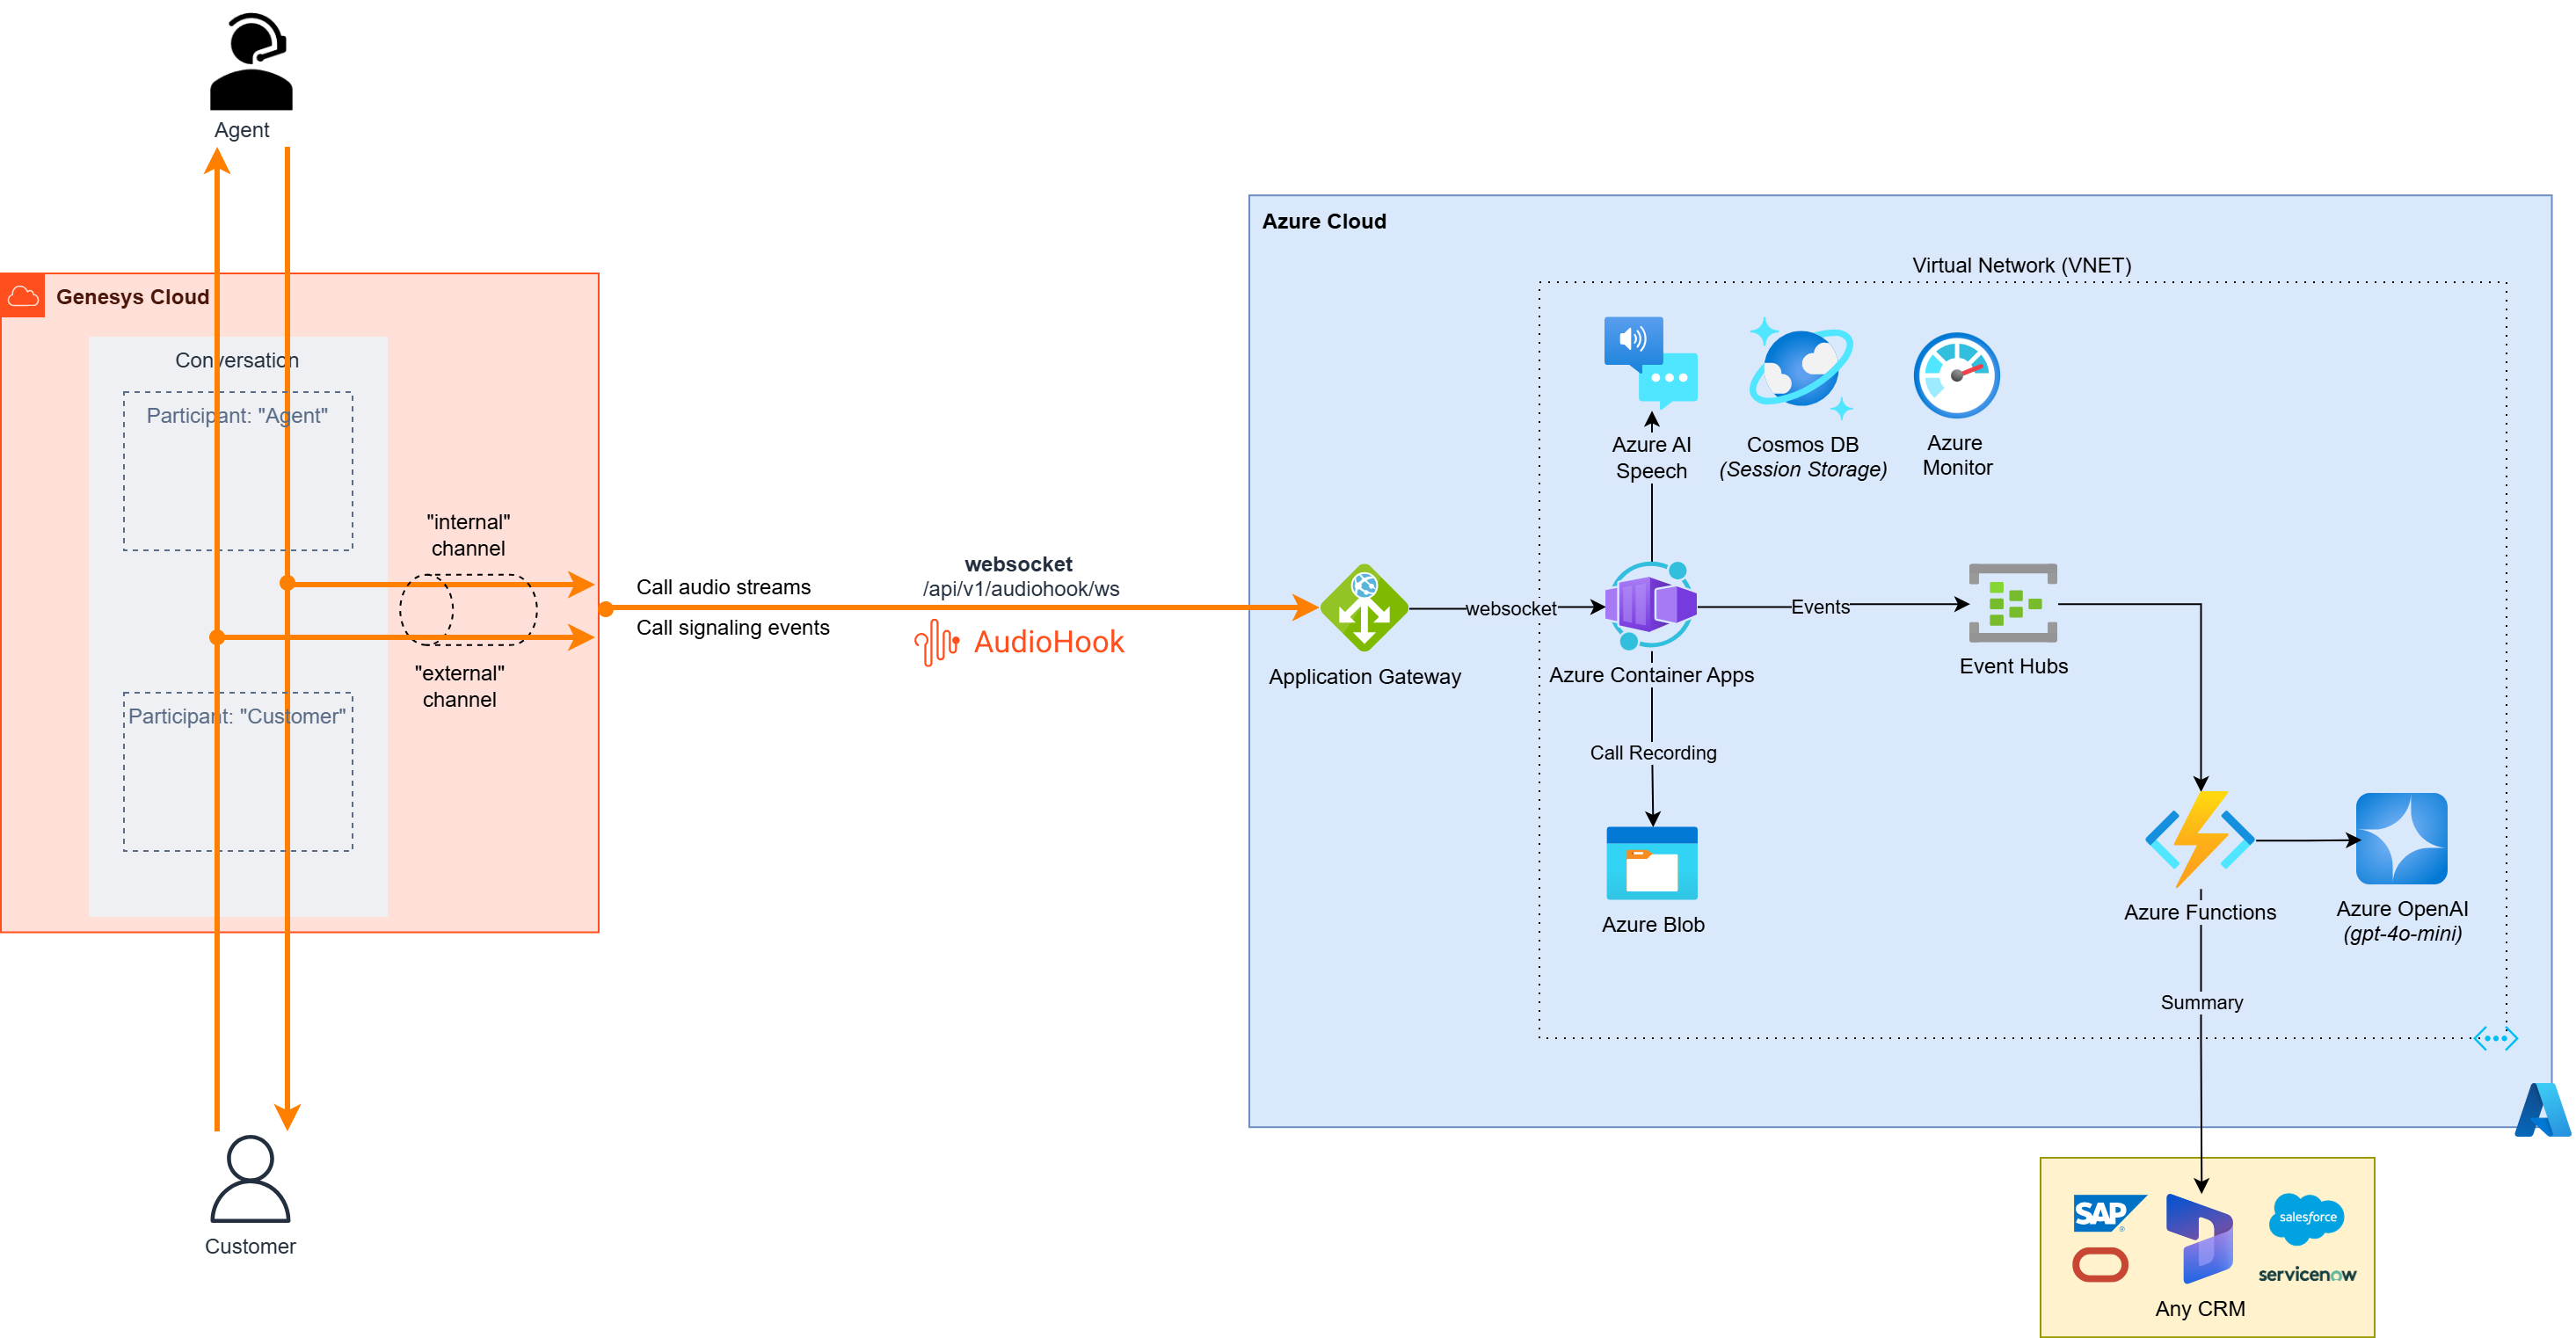 Agent
Genesys Cloud
Conversation
Participant: "Agent"
"internal"
channel
"external"
channel
Participant: "Customer"
Customer
Call audio streams
Call signaling events
websocket
/api/v1/audiohook/ws
AudioHook
Azure Cloud
Virtual Network (VNET)
Azure AI
Speech
Cosmos DB
(Session Storage)
Azure
Monitor
Application Gateway
websocket
Azure Container Apps
Events
Event Hubs
Call Recording
Azure Blob
Azure Functions
Azure OpenAI
(gpt-4o-mini)
Summary
SAP
salesforce
servicenow
Any CRM